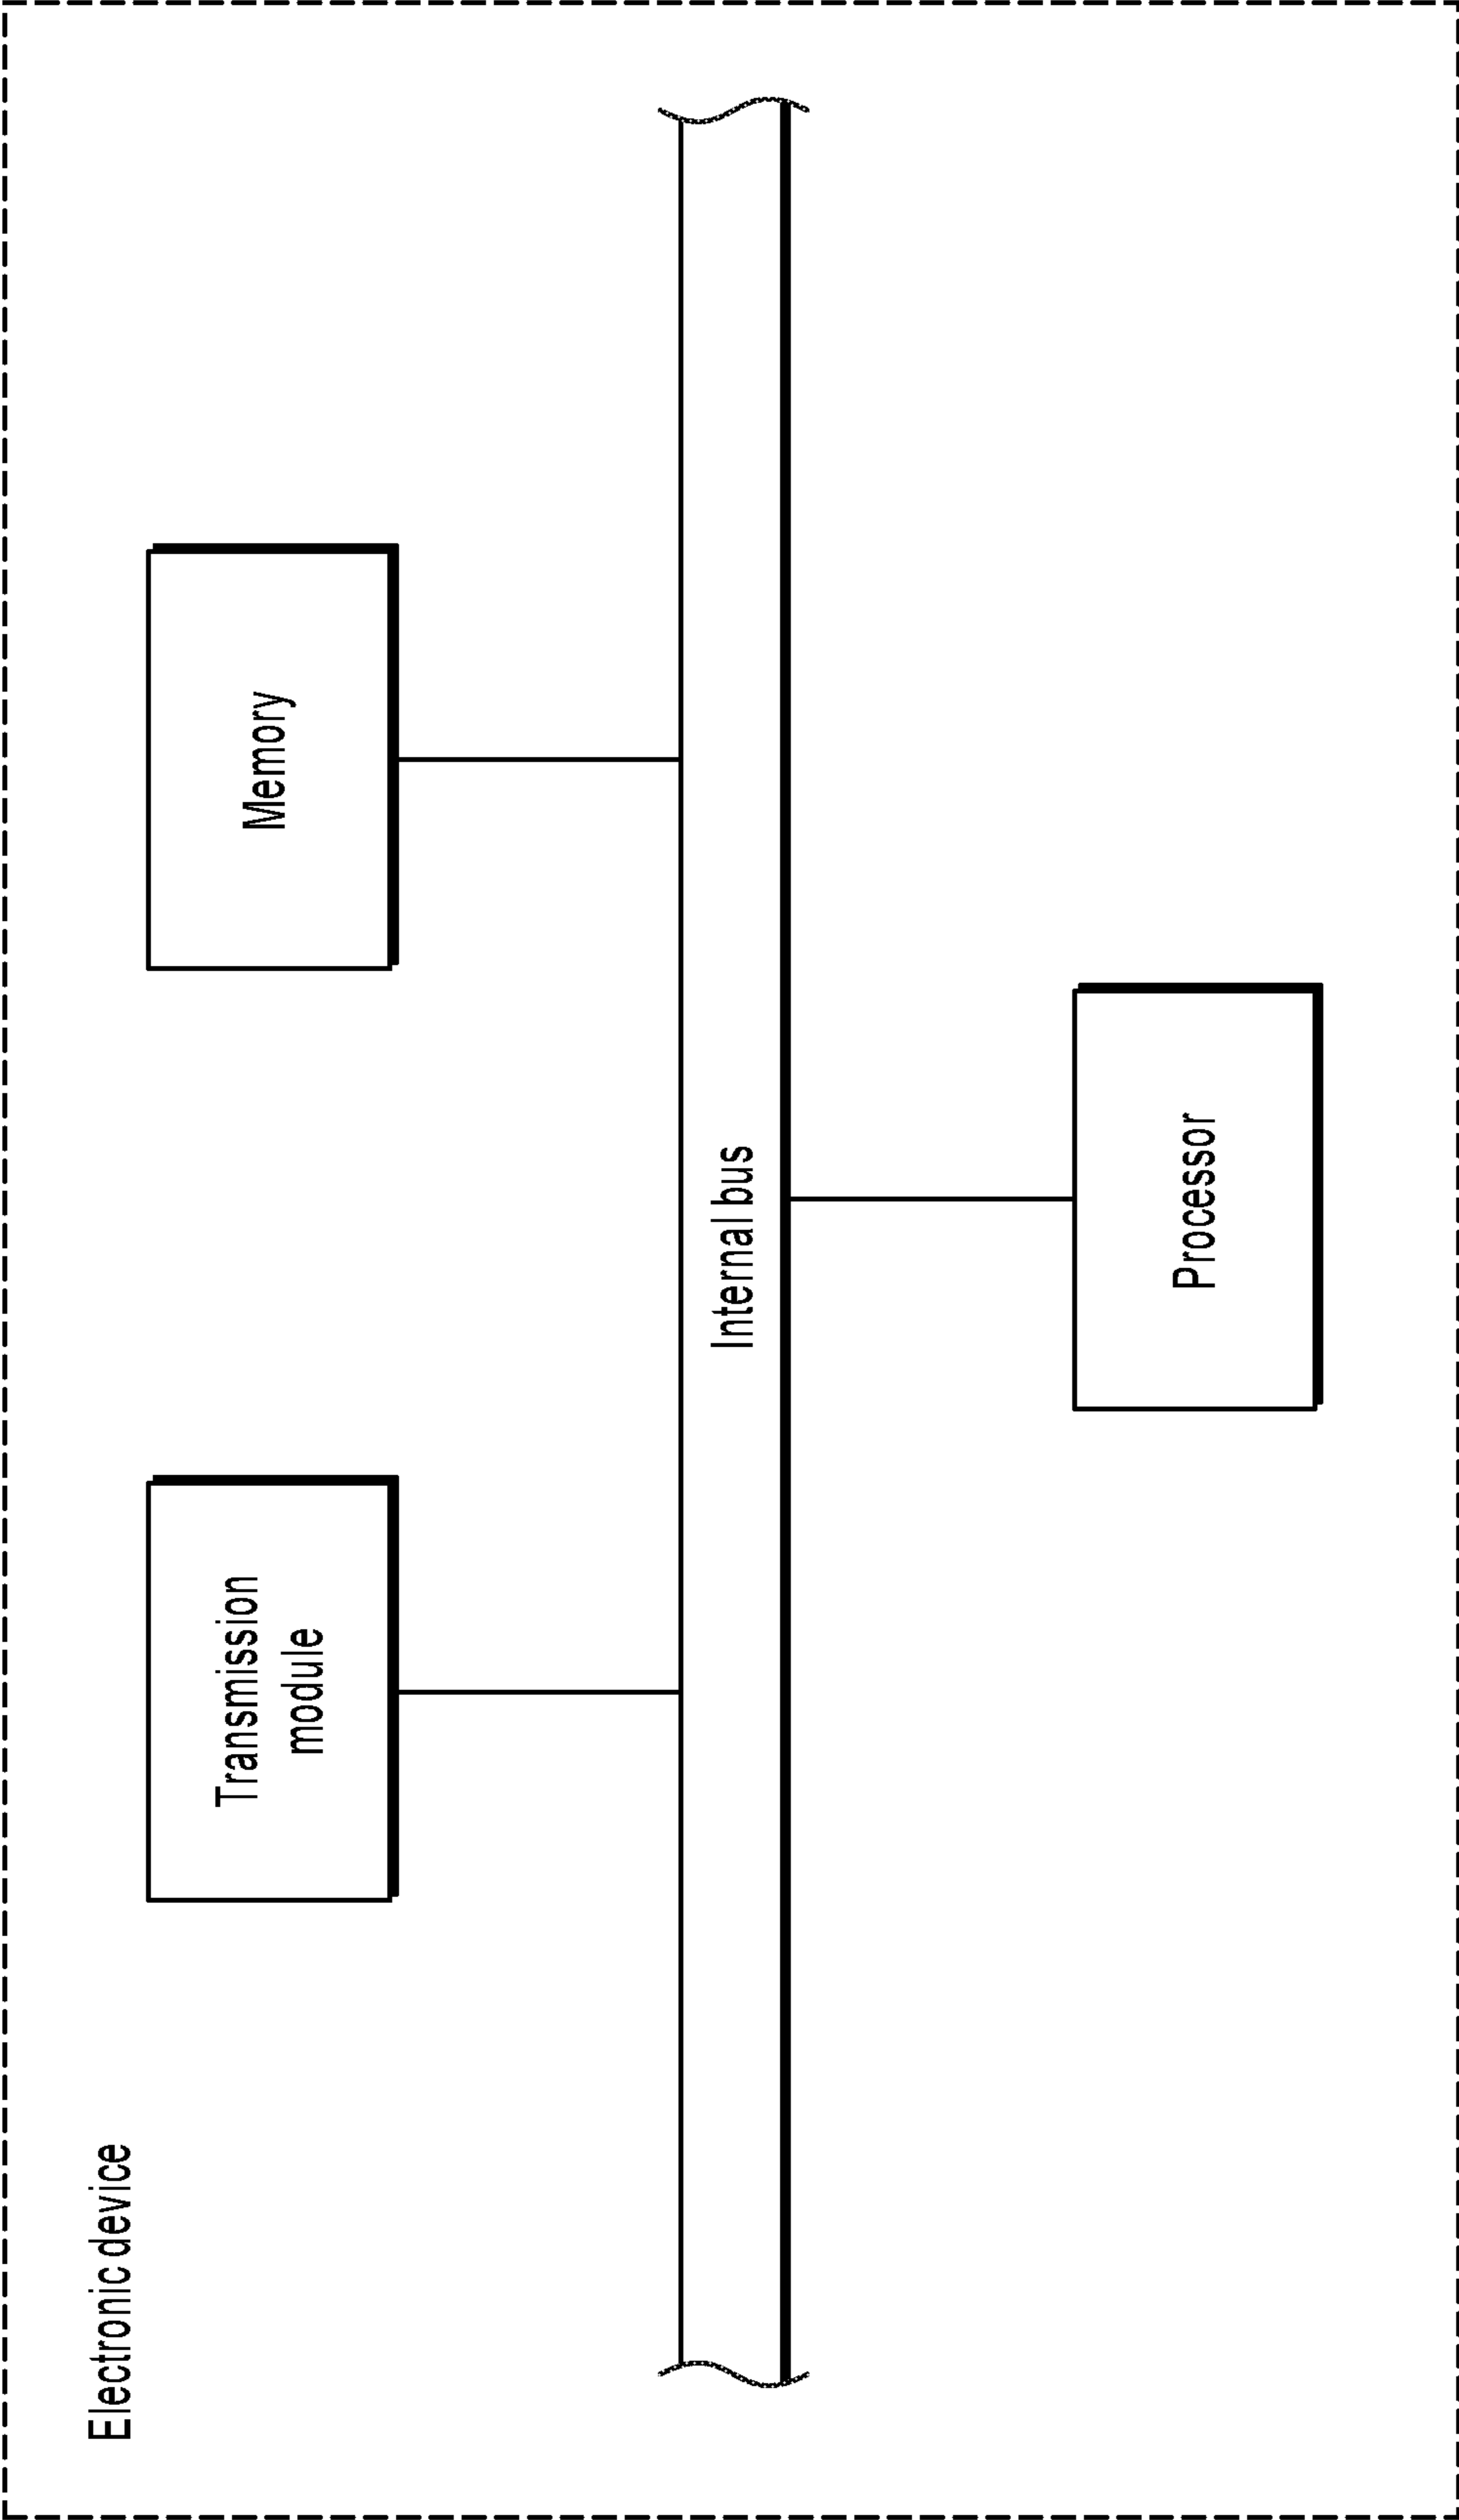 Electronic device
Transmission
module
Memory
Internal bus
Processor